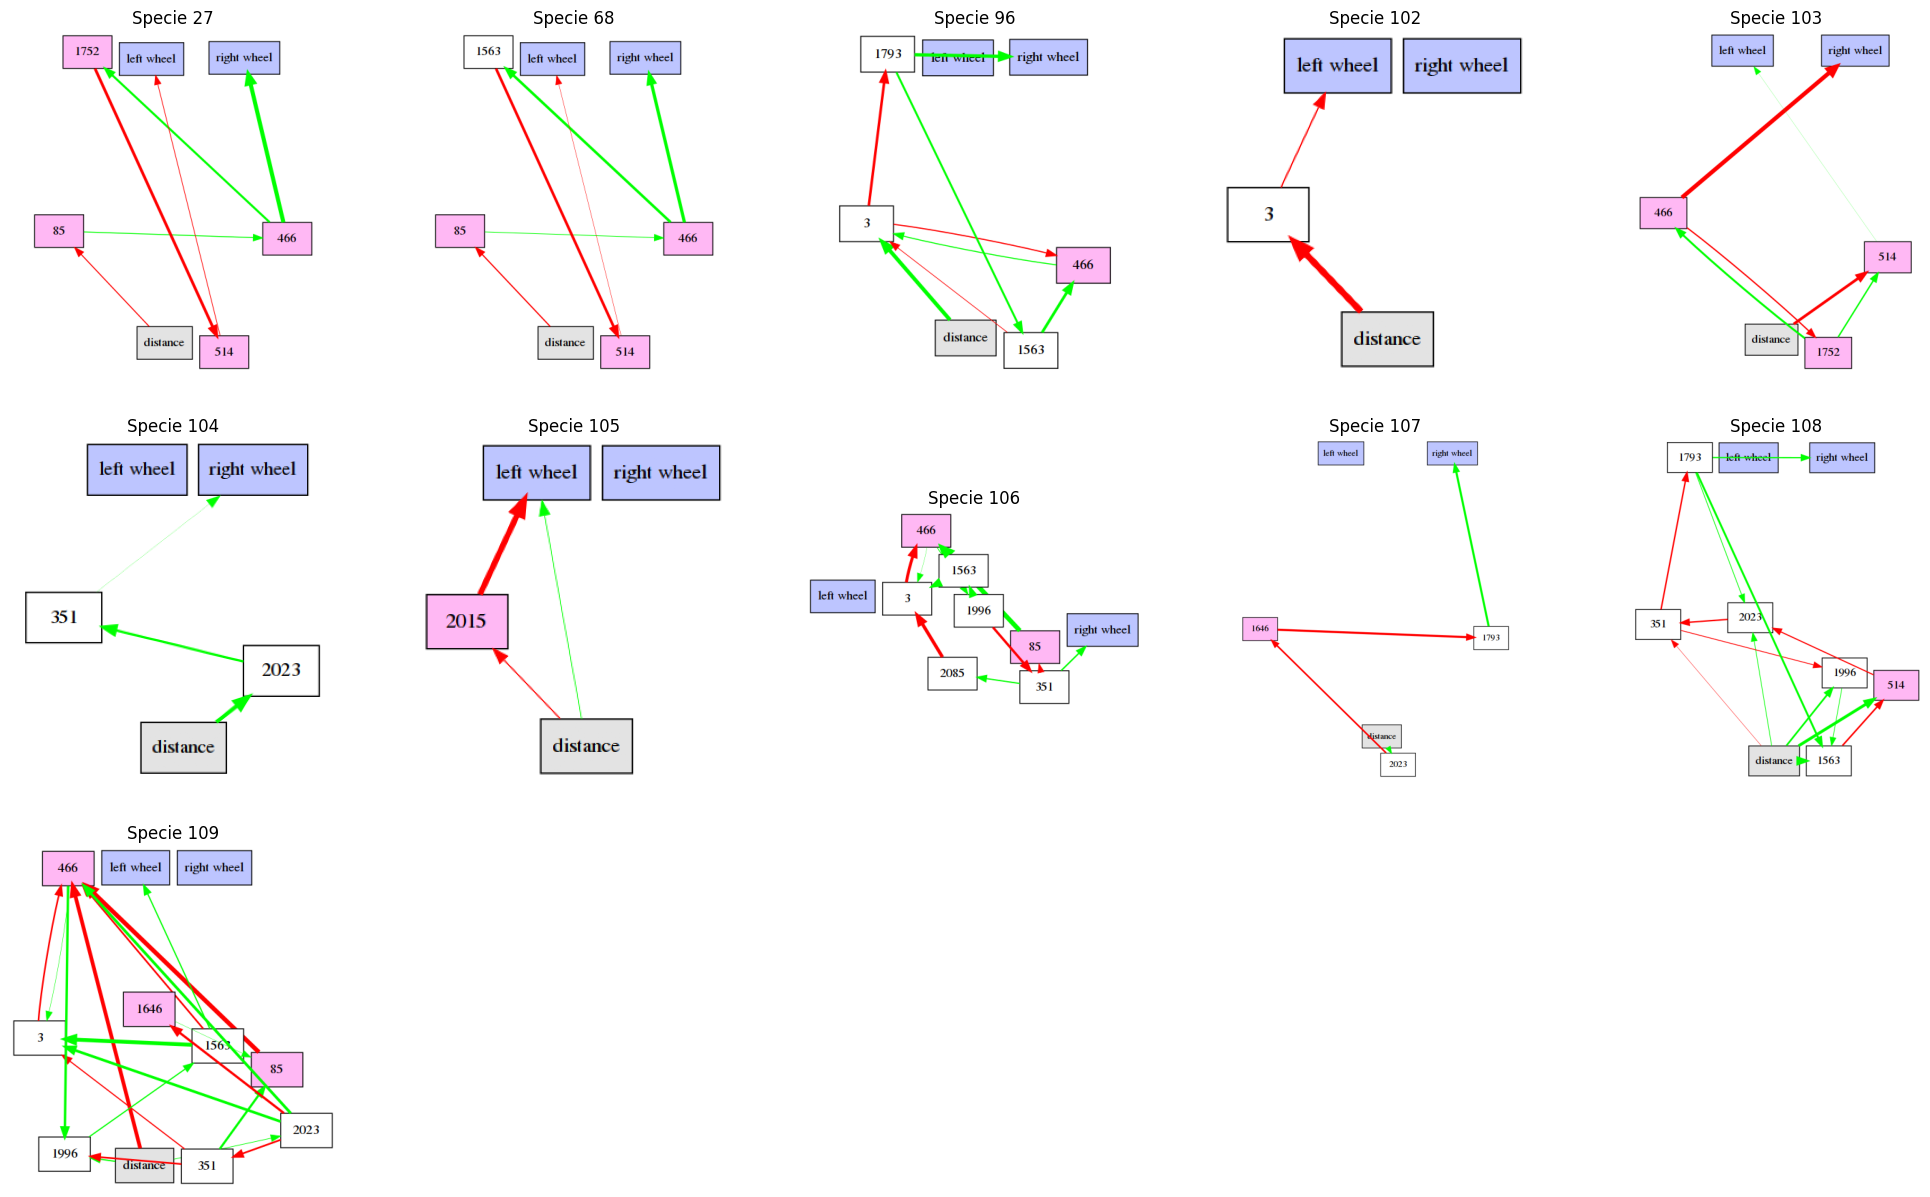 Specie 27
1752
left wheel
right wheel
85
466
distance
514
Specie 68
1563
left wheel
right wheel
85
466
distance
514
Specie 96
1793
left wheel
right wheel
3
466
distance
1563
Specie 102
left wheel
right wheel
3
distance
Specie 103
left wheel
right wheel
466
514
distance
1752
Specie 104
left wheel
right wheel
351
2023
distance
Specie 105
left wheel
right wheel
2015
distance
Specie 106
466
1563
left wheel
3
1996
right wheel
85
2085
351
Specie 107
left wheel
right wheel
1646
1793
distance
2023
Specie 108
1793
left wheel
right wheel
351
2023
1996
514
distance
1563
Specie 109
466
left wheel
right wheel
1646
3
1563
85
2023
1996
distance
351